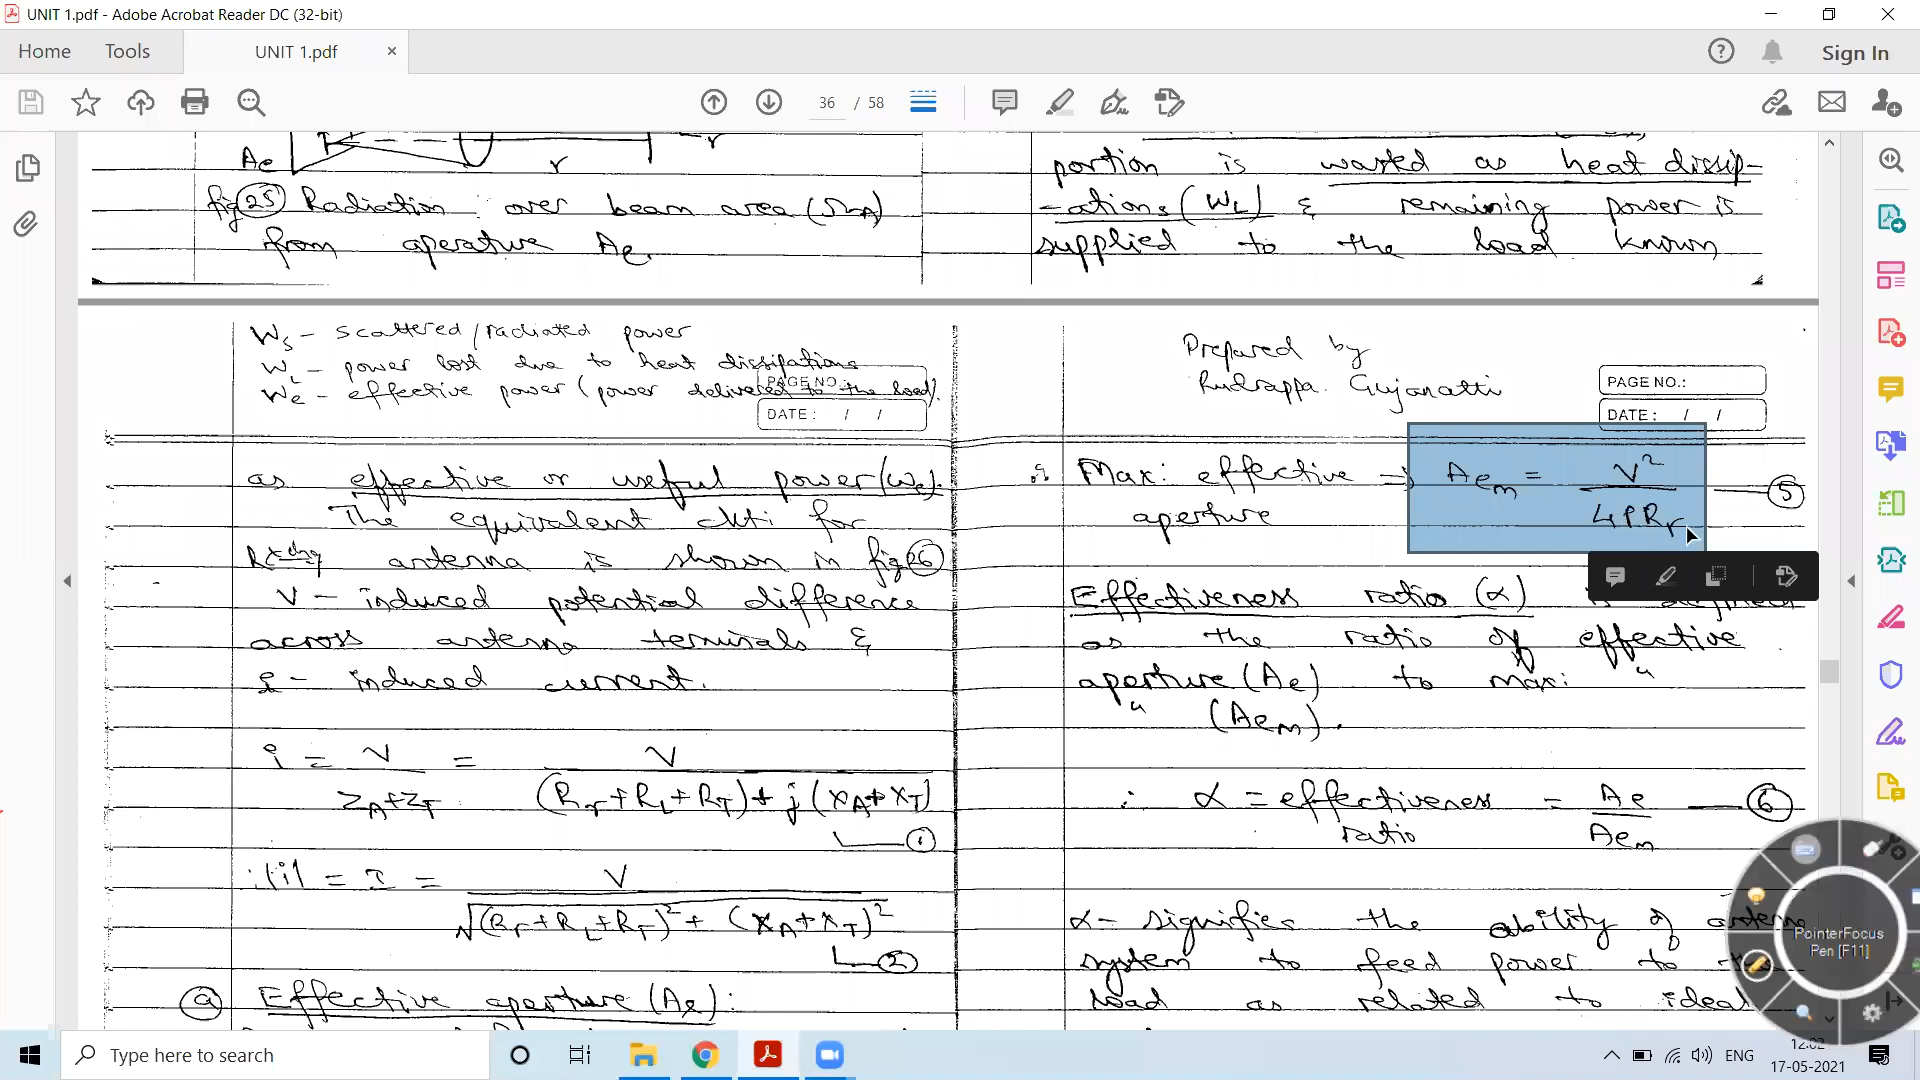 UNIT 1.pdf - Adobe Acrobat Reader DC (32-bit)
Home
Tools
UNIT 1.pdf
Sign In
36 / 58
Ae
r
r
fig 25 Radiation over beam area (ΩA)
from aperature Ae.
portion is wasted as heat dissip-
-ations (WL) & remaining power is
supplied to the load known
Ws - scattered/radiated power
WL - power lost due to heat dissipations
We - effective power (power delivered to the load).
PAGE NO.:
DATE: / /
as effective or useful power (We).
The equivalent ckt: for
antenna is shown in fig 26
V - induced potential difference
across antenna terminals &
i - induced current.
i = V / ZA+ZT = V / (Rr+RL+RT)+j(XA+XT)
①
|i| = I = V / √(Rr+RL+RT)²+(XA+XT)²
②
ⓐ Effective aperture (Ae):
Prepared by
Rudrappa. Gujanatti
PAGE NO.:
DATE: / /
∴ Max: effective ⇒ Aem = V² / 4PRr — ⑤
aperture
Effectiveness ratio (α) is defined
as the ratio of effective
aperture (Ae) to max:
(Aem).
∴ α = effectiveness = Ae / Aem — ⑥
ratio
α - signifies the ability of antenna
system to feed power to
load as related to ideal
PointerFocus
Pen [F11]
Type here to search
ENG
12:02
17-05-2021